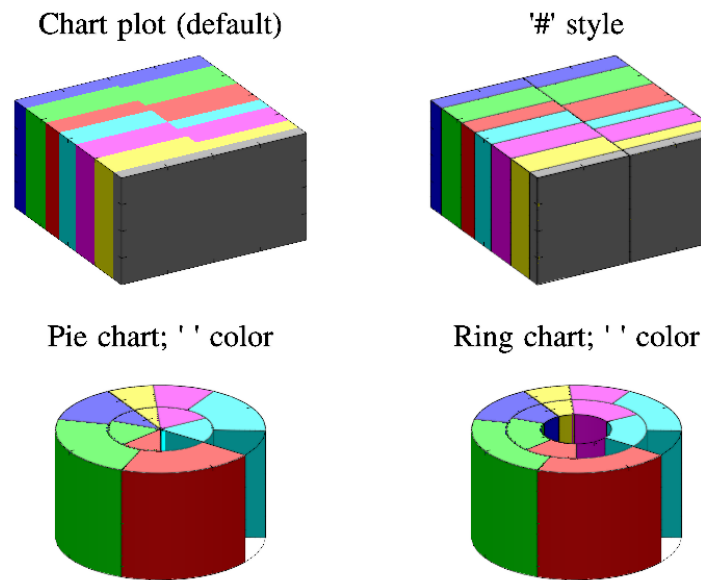 Chart plot (default)
'#' style
Pie chart; ' ' color
Ring chart; ' ' color